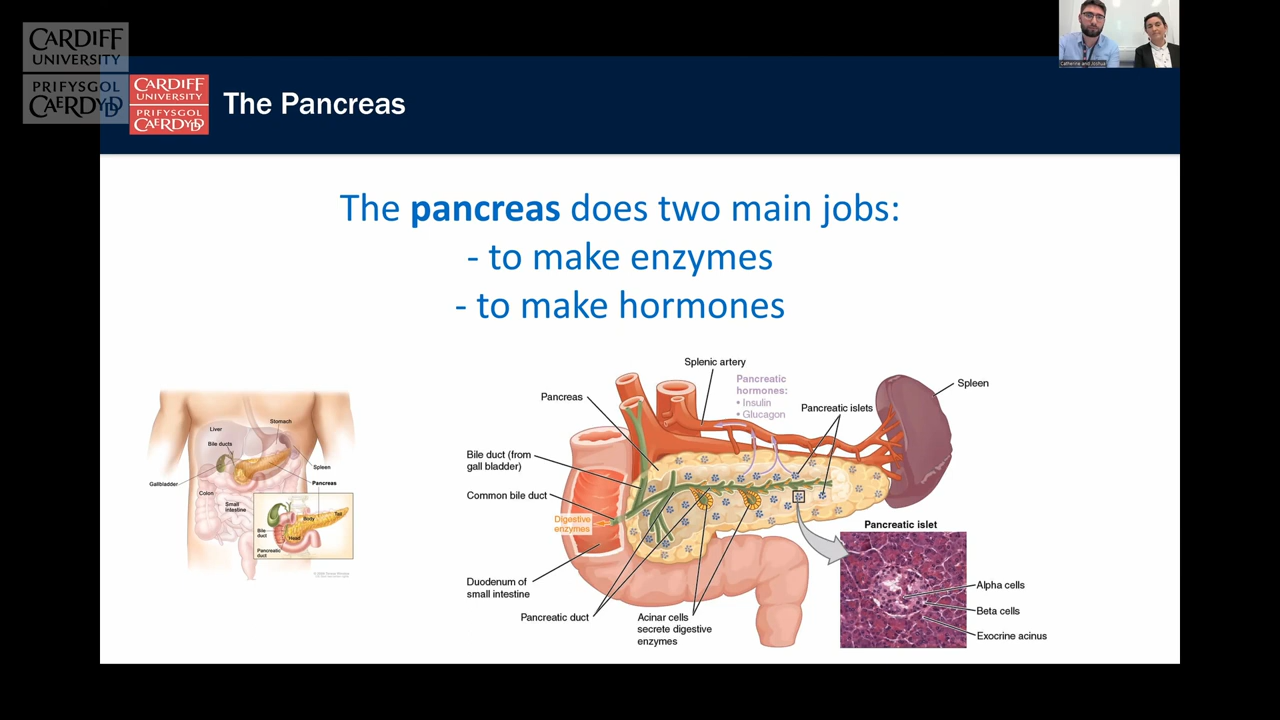 CARDIFF
UNIVERSITY
PRIFYSGOL
CAERDYDD
CARDIFF
UNIVERSITY
PRIFYSGOL
CAERDYDD
The Pancreas
Catherine and Joshua
The pancreas does two main jobs:
- to make enzymes
- to make hormones
Liver
Stomach
Bile ducts
Spleen
Gallbladder
Pancreas
Colon
Small
intestine
Body
Tail
Bile
duct
Head
Pancreatic
duct
Splenic artery
Pancreatic
hormones:
• Insulin
• Glucagon
Pancreas
Pancreatic islets
Spleen
Bile duct (from
gall bladder)
Common bile duct
Digestive
enzymes
Duodenum of
small intestine
Pancreatic duct
Acinar cells
secrete digestive
enzymes
Pancreatic islet
Alpha cells
Beta cells
Exocrine acinus